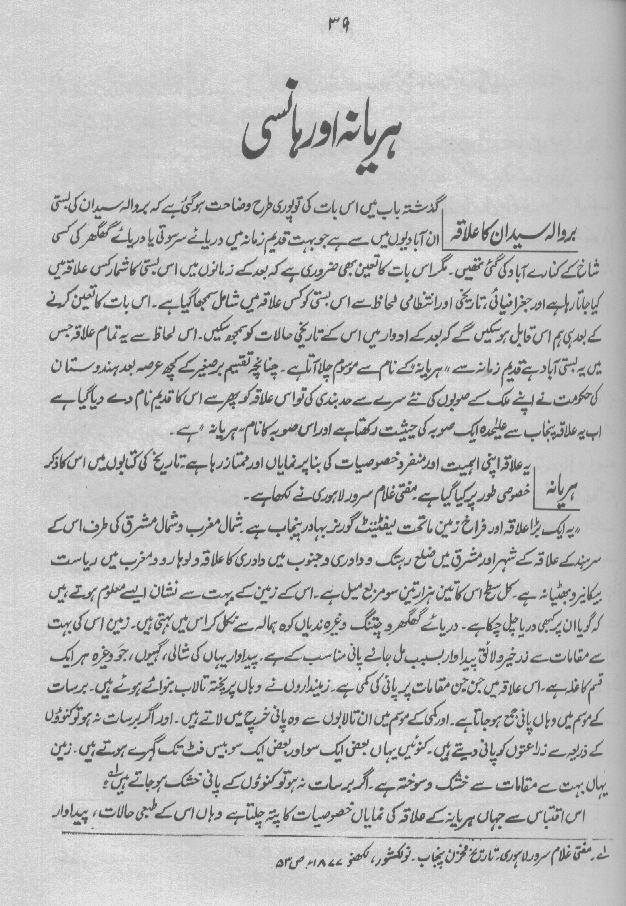 ۳۹
ہریانہ اور ہانسی
بروالہ سیدان کا علاقہ
گذشتہ باب میں اس بات کی تو پوری طرح وضاحت ہو گئی ہے کہ بروالہ سیدان کی بستی
ان آبادیوں میں سے ہے جو بہت قدیم زمانہ میں دریائے سرسوتی یا دریائے گھگھر کی کسی
شاخ کے کنارے آباد کی گئی تھیں۔ مگر اس بات کا تعین بھی ضروری ہے کہ بعد کے زمانوں میں اس بستی کا شمار کس علاقہ میں
کیا جاتا رہا ہے اور جغرافیائی، تاریخی اور انتظامی لحاظ سے اس بستی کو کس علاقہ میں شامل سمجھا گیا ہے۔ اس بات کا تعین کرنے
کے بعد ہی ہم اس قابل ہو سکیں گے کہ بعد کے ادوار میں اس کے تاریخی حالات کو سمجھ سکیں۔ اس لحاظ سے یہ تمام علاقہ جس
میں یہ بستی آباد ہے قدیم زمانہ سے "ہریانہ" کے نام سے موسوم چلا آتا ہے۔ چنانچہ تقسیم برصغیر کے کچھ عرصہ بعد ہندوستان
کی حکومت نے اپنے ملک کے صوبوں کی نئے سرے سے حد بندی کی تو اس علاقہ کو پھر سے اس کا قدیم نام دے دیا گیا ہے
اب یہ علاقہ پنجاب سے علیحدہ ایک صوبہ کی حیثیت رکھتا ہے اور اس صوبہ کا نام "ہریانہ" ہے۔
ہریانہ
یہ علاقہ اپنی اہمیت اور منفرد خصوصیات کی بنا پر نمایاں اور ممتاز رہا ہے۔ تاریخ کی کتابوں میں اس کا ذکر
خصوصی طور پر کیا گیا ہے مفتی غلام سرور لاہوری نے لکھا ہے۔
"یہ ایک بڑا علاقہ اور فراخ زمین ماتحت لیفٹیننٹ گورنر بہادر پنجاب ہے۔ شمال مغرب و شمال مشرق کی طرف اس کے
سرہند کے علاقہ کے شہر اور مشرق میں ضلع رہتک و دادری و جنوب میں دادری کا علاقہ و لوہارو و مغرب میں ریاست
بیکانیر و بھٹیانہ ہے۔ کل سطح اس کا تین ہزار تین سو مربع میل ہے۔ اس کے زمین کے بہت سے نشان ایسے معلوم ہوتے ہیں
کہ گویا ان پر کبھی دریا چل چکا ہے۔ دریائے گھگھر و چتنگ وغیرہ ندیاں کوہ ہمالہ سے نکل کر اس میں بہتی ہیں۔ زمین اس کی بہت
سے مقامات سے زرخیز و لائق پیداوار بسبب مل جانے پانی مناسب کے ہے۔ پیداوار یہاں کی شالی، گیہوں، جو وغیرہ ہر ایک
قسم کا غلہ ہے۔ اس علاقہ میں جن جن مقامات پر پانی کی کمی ہے۔ زمینداروں نے وہاں پر پختہ تالاب بنوائے ہوئے ہیں۔ برسات
کے موسم میں وہاں پانی جمع ہو جاتا ہے۔ اور کمی کے موسم میں ان تالابوں سے وہ پانی خرچ میں لاتے ہیں۔ اور اگر برسات نہ ہو تو کنوؤں
کے ذریعہ سے زراعتوں کو پانی دیتے ہیں۔ کنوئیں یہاں بعض ایک سو اور بعض ایک سو بیس فٹ تک گہرے ہوتے ہیں۔ زمین
یہاں بہت سے مقامات سے خشک و سوختہ ہے۔ اگر برسات نہ ہو تو کنوؤں کے پانی خشک ہو جاتے ہیں۔ ۱؎
اس اقتباس سے جہاں ہریانہ کے علاقہ کی نمایاں خصوصیات کا پتہ چلتا ہے وہاں اس کے طبعی حالات، پیداوار
۱؎۔ مفتی غلام سرور لاہوری۔ تاریخ مخزن پنجاب۔ نولکشور، لکھنؤ ۱۸۷۷ء ص ۵۳